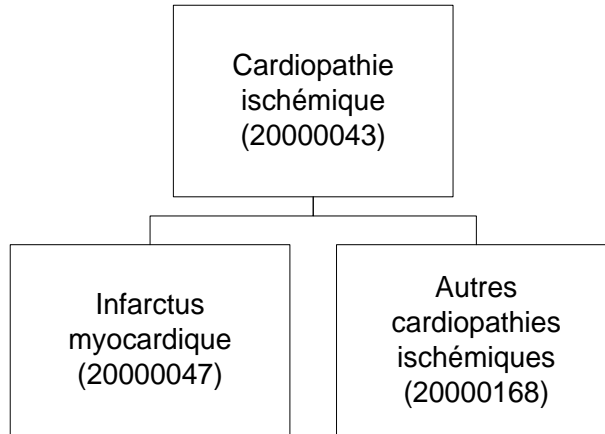 Cardiopathie
ischémique
(20000043)
Infarctus
myocardique
(20000047)
Autres
cardiopathies
ischémiques
(20000168)